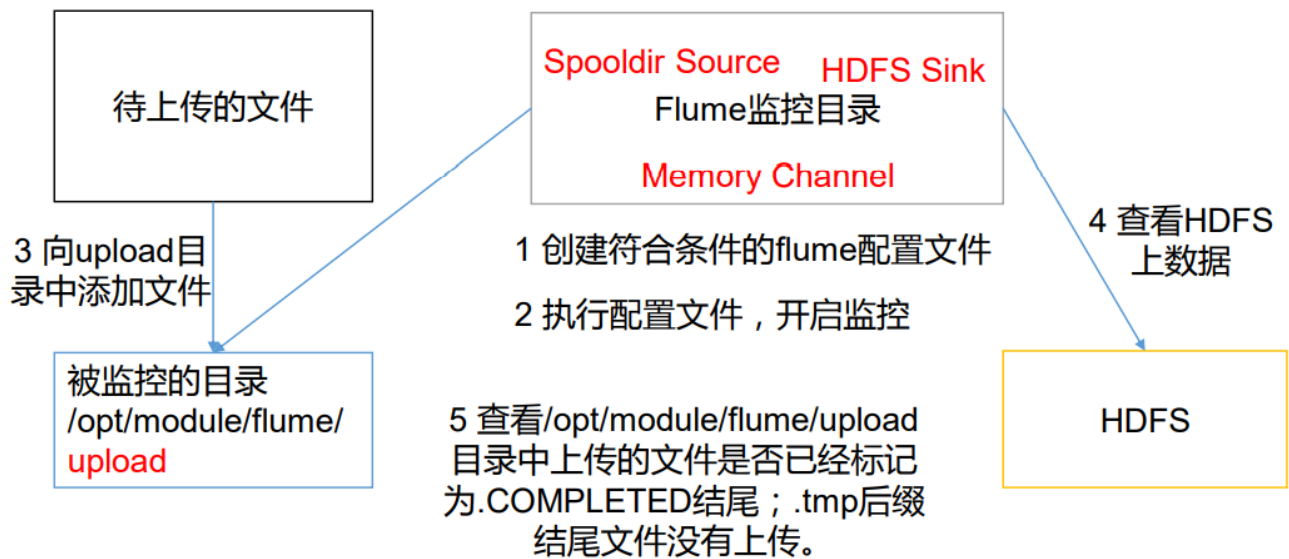 待上传的文件
Spooldir Source
HDFS Sink
Flume监控目录
Memory Channel
3 向upload目
录中添加文件
1 创建符合条件的flume配置文件
2 执行配置文件，开启监控
4 查看HDFS
上数据
被监控的目录
/opt/module/flume/
upload
5 查看/opt/module/flume/upload
目录中上传的文件是否已经标记
为.COMPLETED结尾；.tmp后缀
结尾文件没有上传。
HDFS